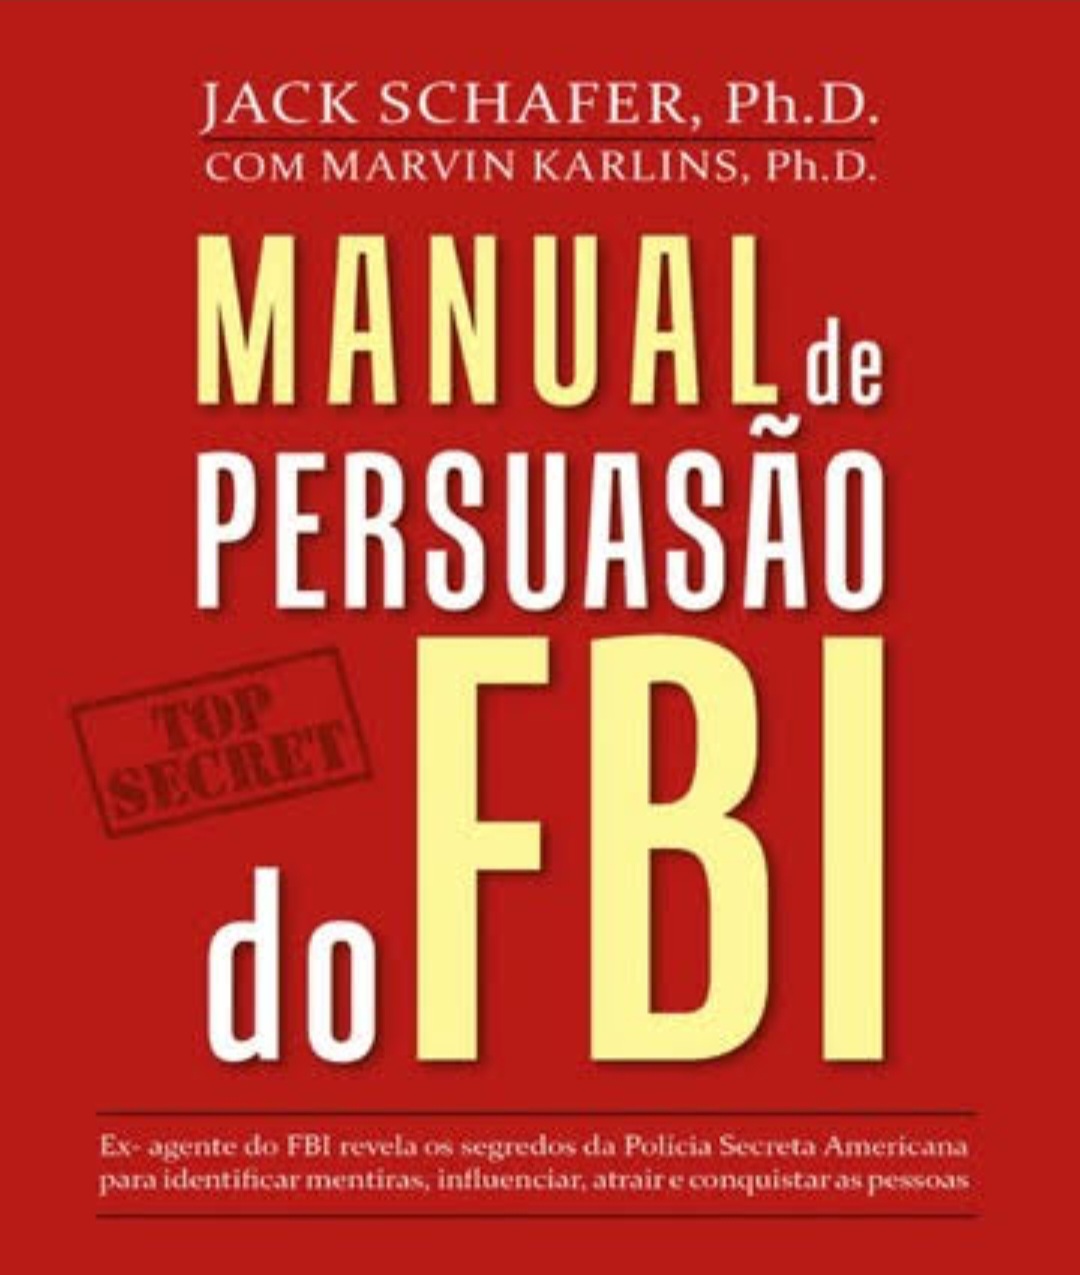 JACK SCHAFER, Ph.D.
COM MARVIN KARLINS, Ph.D.
MANUAL de
PERSUASÃO
TOP
SECRET
do FBI
Ex- agente do FBI revela os segredos da Polícia Secreta Americana
para identificar mentiras, influenciar, atrair e conquistar as pessoas